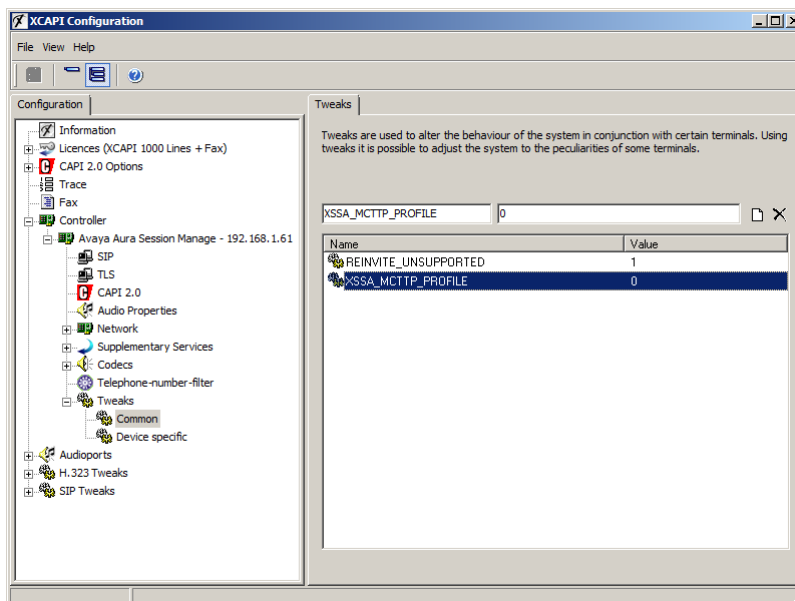 XCAPI Configuration
File View Help
Configuration
Information
Licences (XCAPI 1000 Lines + Fax)
CAPI 2.0 Options
Trace
Fax
Controller
Avaya Aura Session Manage - 192.168.1.61
SIP
TLS
CAPI 2.0
Audio Properties
Network
Supplementary Services
Codecs
Telephone-number-filter
Tweaks
Common
Device specific
Audioports
H.323 Tweaks
SIP Tweaks
Tweaks
Tweaks are used to alter the behaviour of the system in conjunction with certain terminals. Using
tweaks it is possible to adjust the system to the peculiarities of some terminals.
XSSA_MCTTP_PROFILE 0
Name Value
REINVITE_UNSUPPORTED 1
XSSA_MCTTP_PROFILE 0